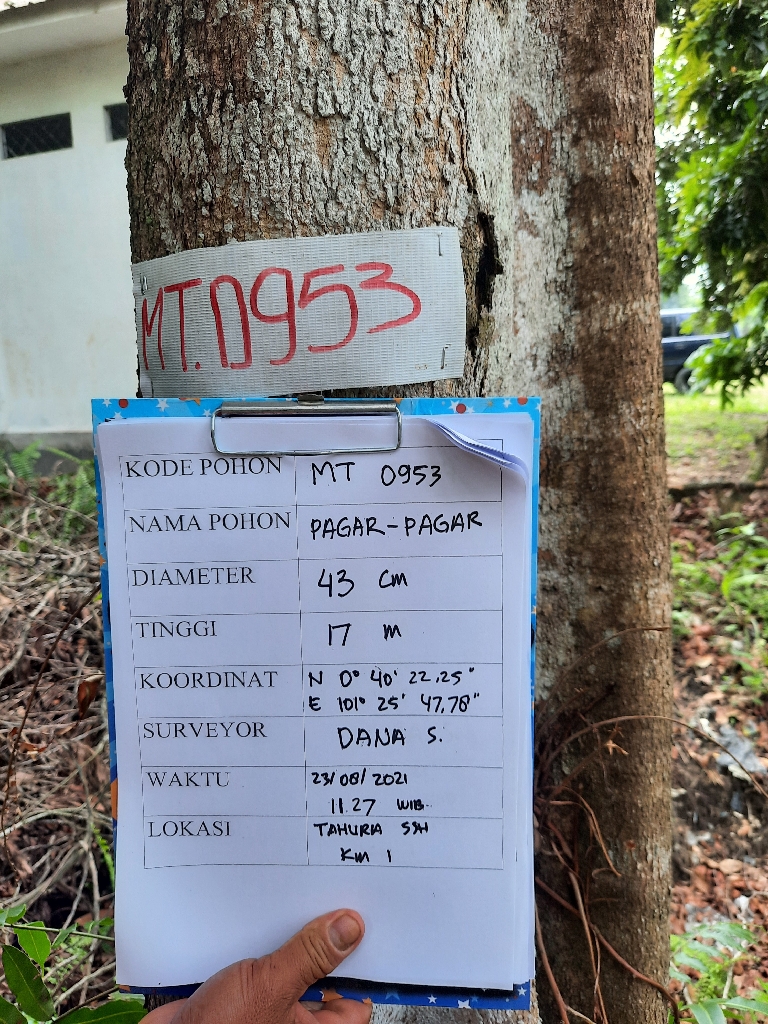 MT.0953
KODE POHON MT 0953
NAMA POHON PAGAR-PAGAR
DIAMETER 43 cm
TINGGI 17 m
KOORDINAT N 0° 40' 22.25"
E 101° 25' 47,78"
SURVEYOR DANA S.
WAKTU 23/08/2021
11.27 WIB
LOKASI TAHURA SSH
Km 1